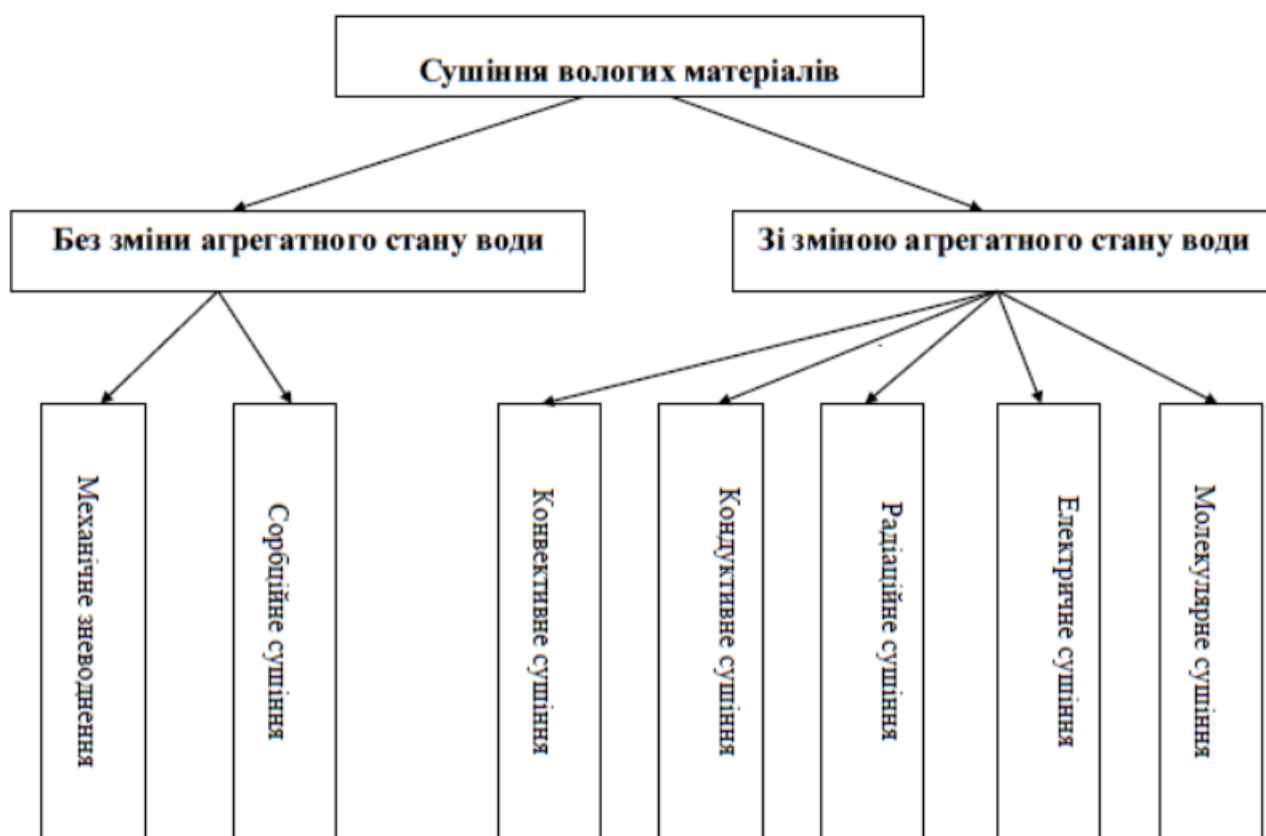 Сушіння вологих матеріалів
Без зміни агрегатного стану води
Зі зміною агрегатного стану води
Механічне зневоднення
Сорбційне сушіння
Конвективне сушіння
Кондуктивне сушіння
Радіаційне сушіння
Електричне сушіння
Молекулярне сушіння